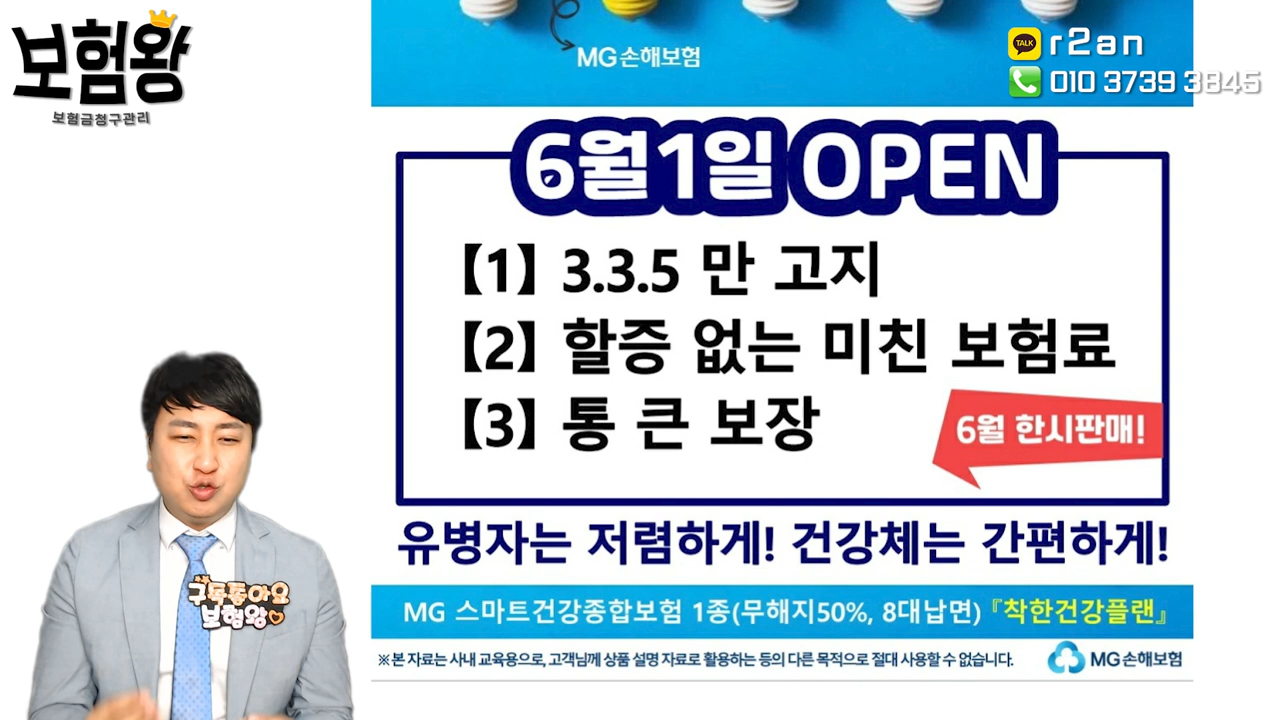 보험왕
보험금청구관리
MG 손해보험
TALK
r2an
010 3739 3845
6월1일 OPEN
【1】 3.3.5 만 고지
【2】 할증 없는 미친 보험료
【3】 통 큰 보장
6월 한시판매!
유병자는 저렴하게! 건강체는 간편하게!
구독좋아요
보험왕♡
MG 스마트건강종합보험 1종(무해지50%, 8대납면) 『착한건강플랜』
※본 자료는 사내 교육용으로, 고객님께 상품 설명 자료로 활용하는 등의 다른 목적으로 절대 사용할 수 없습니다.
MG 손해보험